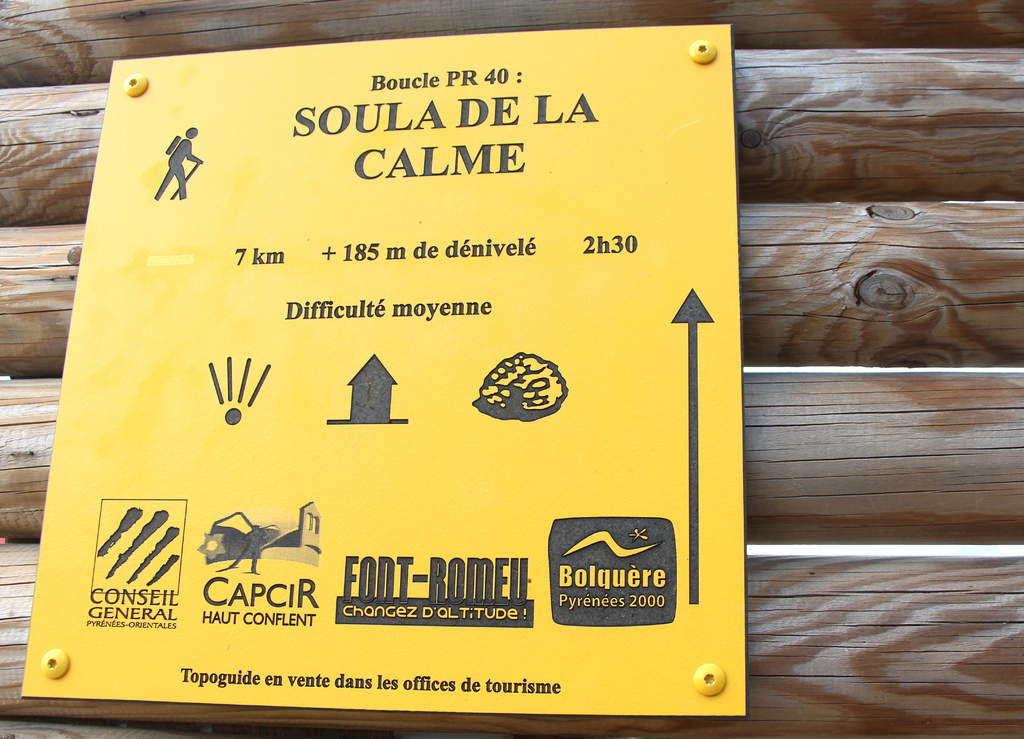 Boucle PR 40 :
SOULA DE LA
CALME
7 km + 185 m de dénivelé 2h30
Difficulté moyenne
CONSEIL
GENERAL
PYRÉNÉES-ORIENTALES
CAPCIR
HAUT CONFLENT
FONT-ROMEU
CHANGEZ D'ALTITUDE !
Bolquère
Pyrénées 2000
Topoguide en vente dans les offices de tourisme